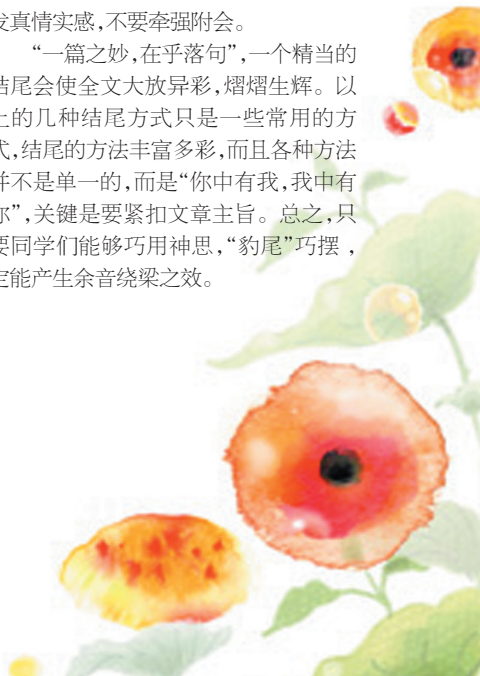 发真情实感,不要牵强附会。
“一篇之妙,在乎落句”,一个精当的
结尾会使全文大放异彩,熠熠生辉。以
上的几种结尾方式只是一些常用的方
式,结尾的方法丰富多彩,而且各种方法
并不是单一的,而是“你中有我,我中有
你”,关键是要紧扣文章主旨。总之,只
要同学们能够巧用神思,“豹尾”巧摆,
定能产生余音绕梁之效。